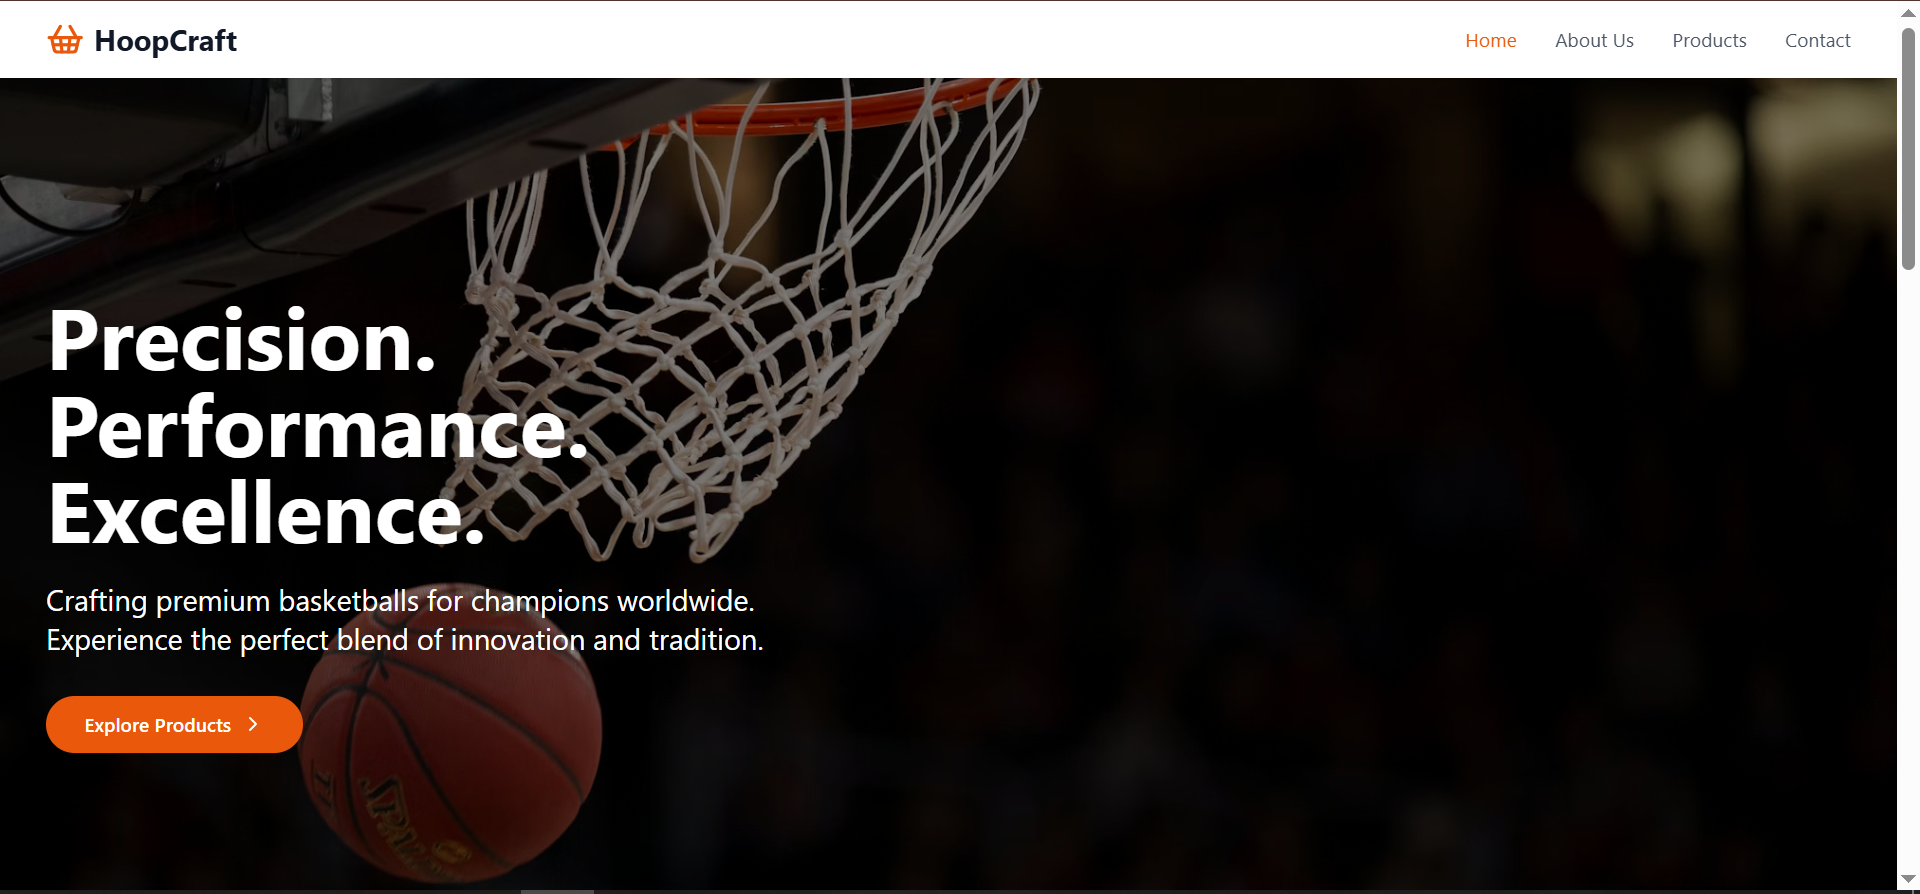 HoopCraft
Home About Us Products Contact
Precision.
Performance.
Excellence.
Crafting premium basketballs for champions worldwide.
Experience the perfect blend of innovation and tradition.
Explore Products